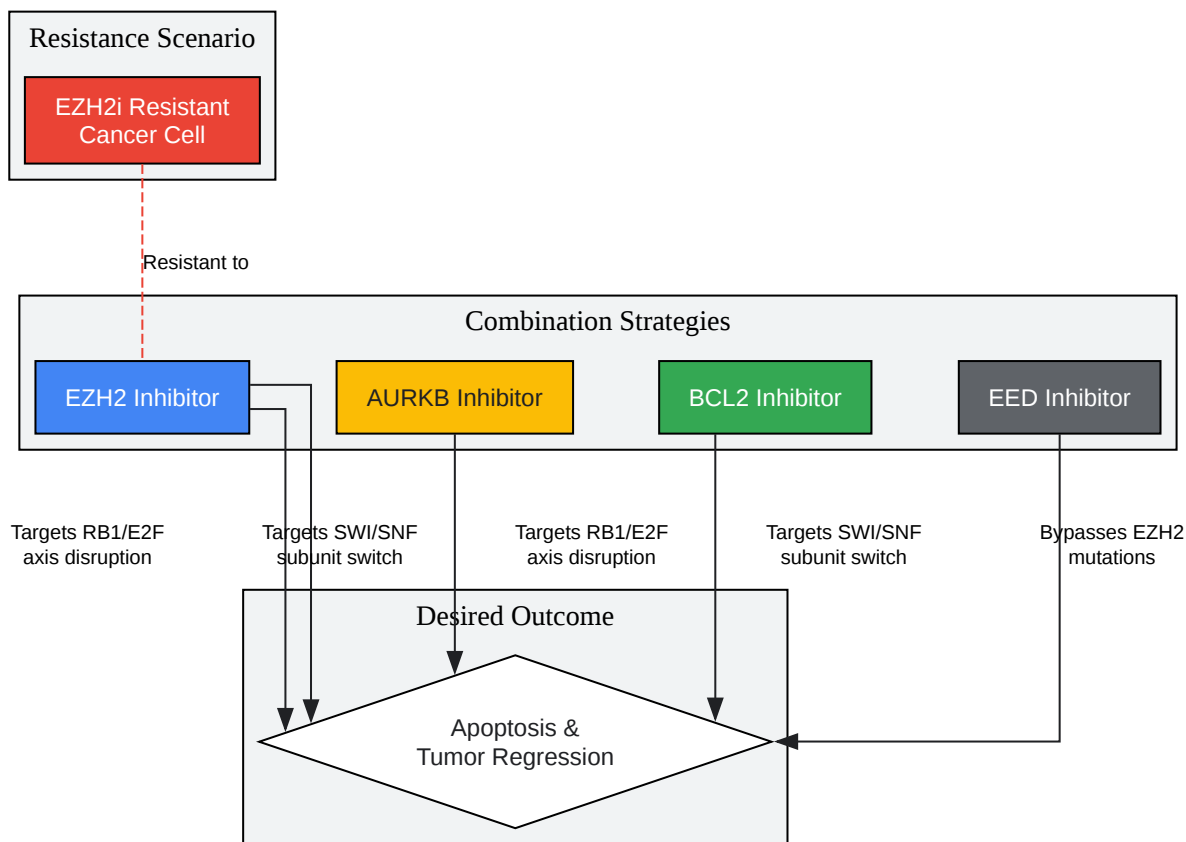 Resistance Scenario
EZH2i Resistant
Cancer Cell
Resistant to
Combination Strategies
EZH2 Inhibitor
AURKB Inhibitor
BCL2 Inhibitor
EED Inhibitor
Targets RB1/E2F
axis disruption
Targets SWI/SNF
subunit switch
Targets RB1/E2F
axis disruption
Targets SWI/SNF
subunit switch
Bypasses EZH2
mutations
Desired Outcome
Apoptosis &
Tumor Regression